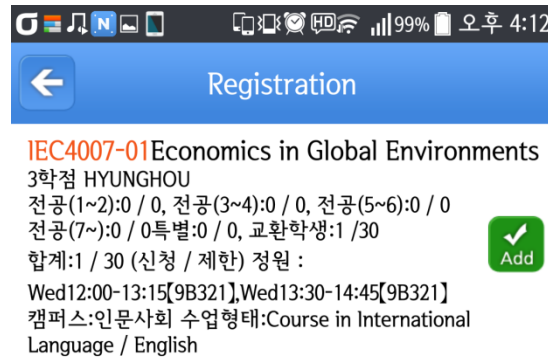 99% 오후 4:12
Registration
IEC4007-01Economics in Global Environments
3학점 HYUNGHOU
전공(1~2):0 / 0, 전공(3~4):0 / 0, 전공(5~6):0 / 0
전공(7~):0 / 0특별:0 / 0, 교환학생:1 /30
합계:1 / 30 (신청 / 제한) 정원 :
Add
Wed12:00-13:15【9B321】,Wed13:30-14:45【9B321】
캠퍼스:인문사회 수업형태:Course in International
Language / English